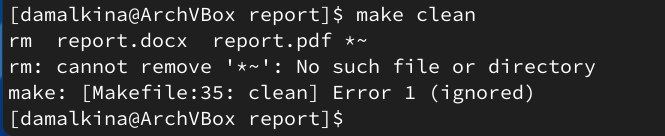 [damalkina@ArchVBox report]$ make clean
rm  report.docx  report.pdf *~
rm: cannot remove '*~': No such file or directory
make: [Makefile:35: clean] Error 1 (ignored)
[damalkina@ArchVBox report]$